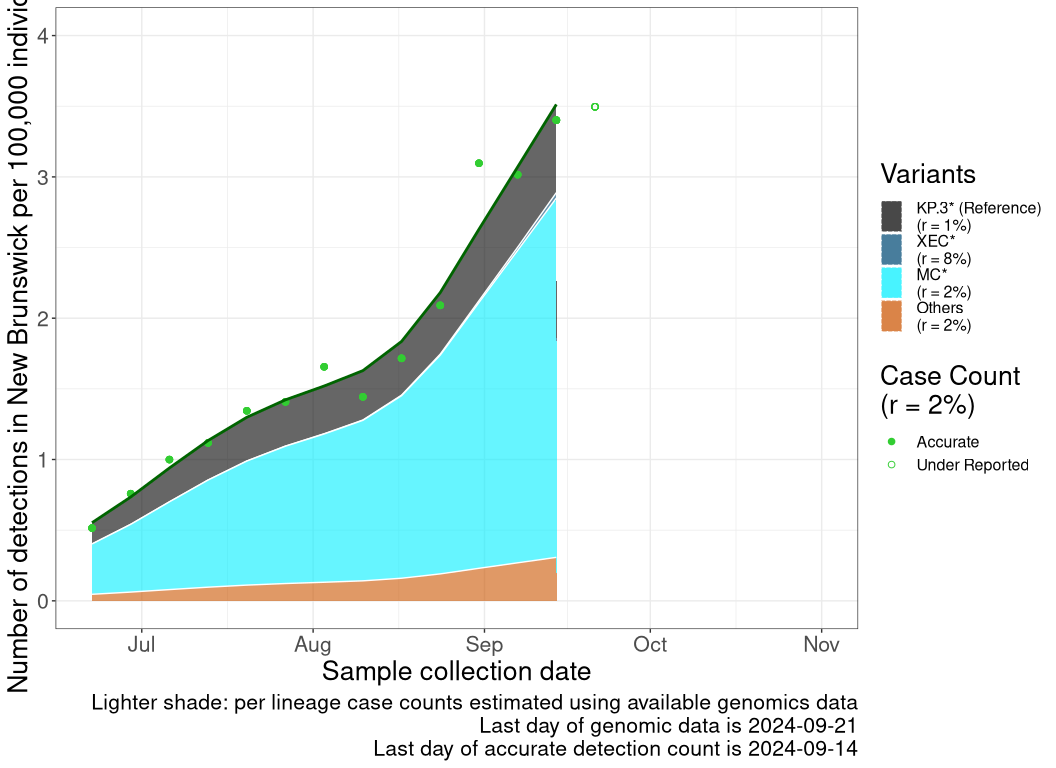 Number of detections in New Brunswick per 100,000
4
3
2
1
0
Jul Aug Sep Oct Nov
Sample collection date
Lighter shade: per lineage case counts estimated using available genomics data
Last day of genomic data is 2024-09-21
Last day of accurate detection count is 2024-09-14
Variants
KP.3* (Reference)
(r = 1%)
XEC*
(r = 8%)
MC*
(r = 2%)
Others
(r = 2%)
Case Count
(r = 2%)
Accurate
Under Reported